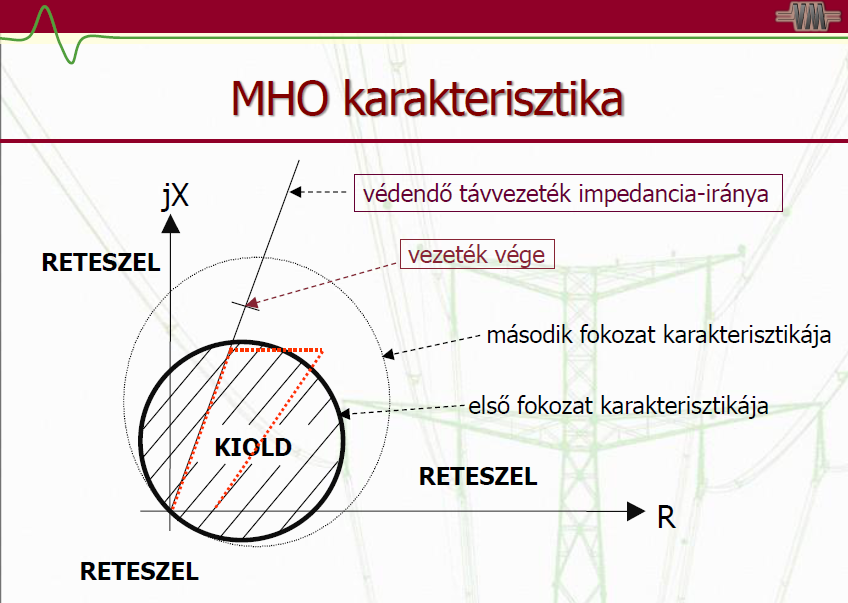 VM
MHO karakterisztika
jX
védendő távvezeték impedancia-iránya
RETESZEL
vezeték vége
második fokozat karakterisztikája
első fokozat karakterisztikája
KIOLD
RETESZEL
R
RETESZEL